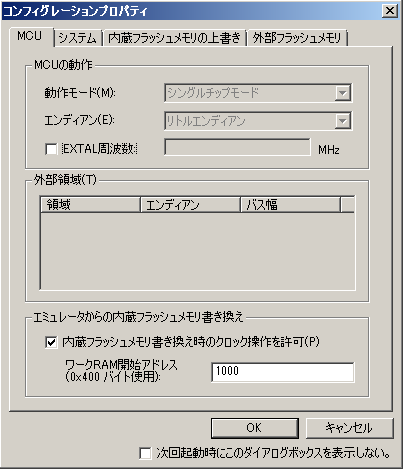 コンフィグレーションプロパティ
MCU システム 内蔵フラッシュメモリの上書き 外部フラッシュメモリ
MCUの動作
動作モード(M): シングルチップモード
エンディアン(E): リトルエンディアン
EXTAL周波数: MHz
外部領域(T)
領域 エンディアン バス幅
エミュレータからの内蔵フラッシュメモリ書き換え
内蔵フラッシュメモリ書き換え時のクロック操作を許可(P)
ワークRAM開始アドレス
(0x400 バイト使用): 1000
OK キャンセル
次回起動時にこのダイアログボックスを表示しない。